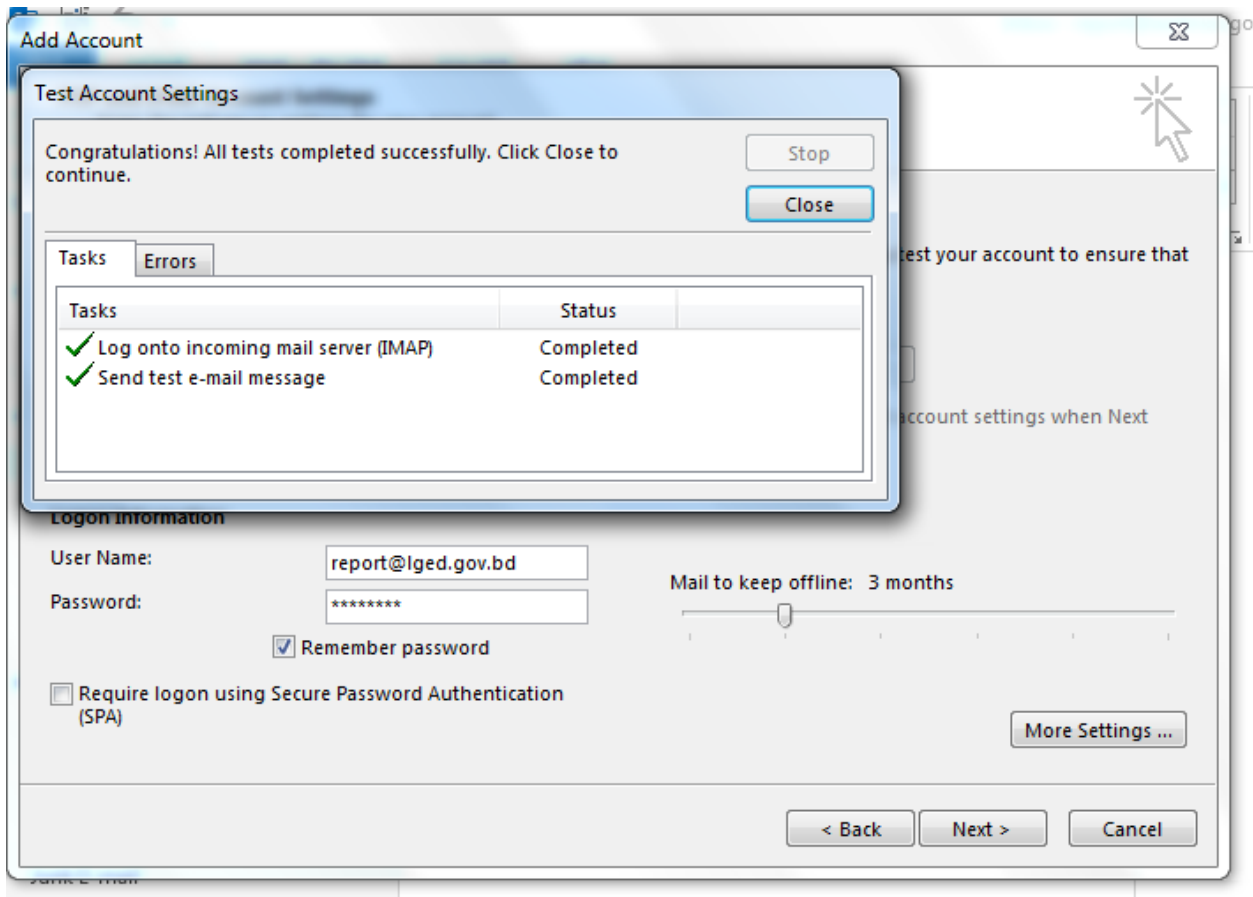 go
Add Account
Test Account Settings
Congratulations! All tests completed successfully. Click Close to
continue.
Stop
Close
Tasks
Errors
test your account to ensure that
Tasks Status
Log onto incoming mail server (IMAP) Completed
Send test e-mail message Completed
account settings when Next
Logon Information
User Name: report@lged.gov.bd
Password: ********
Remember password
Mail to keep offline: 3 months
Require logon using Secure Password Authentication
(SPA)
More Settings ...
< Back
Next >
Cancel
Junk E-mail